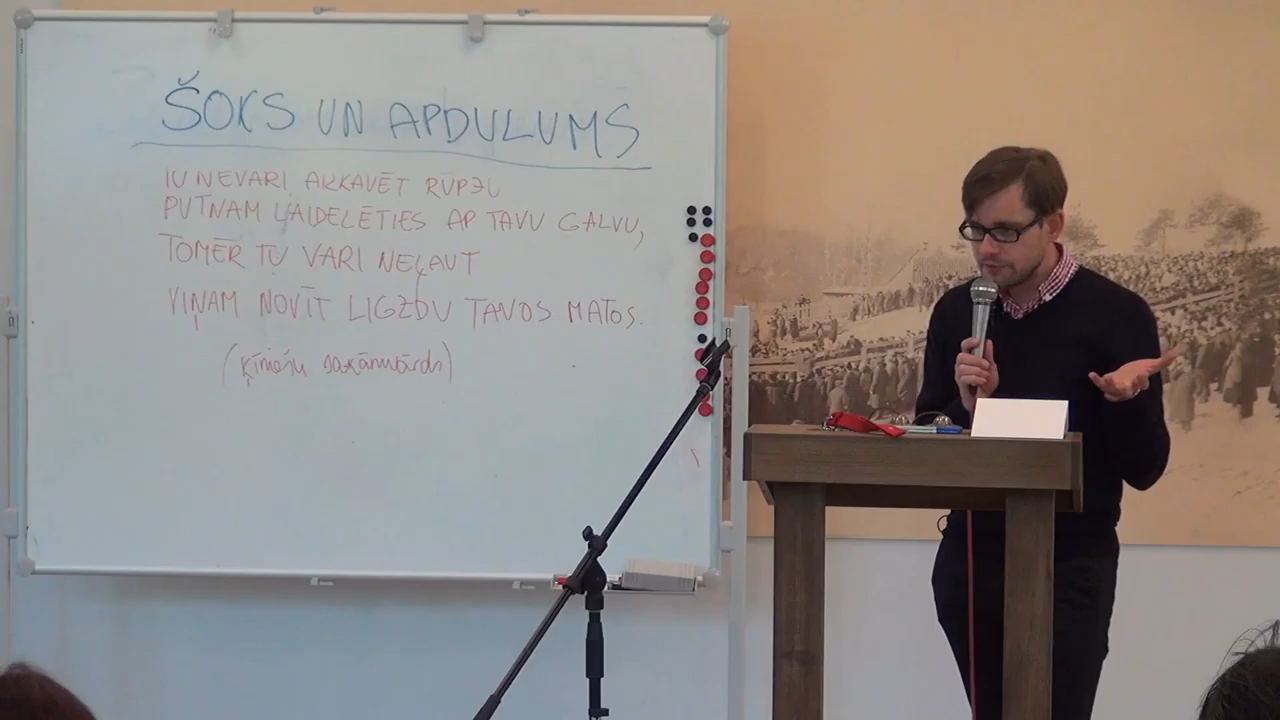 ŠOKS UN APDULUMS
TU NEVARI AKKAVĒT RŪPJU
PUTNAM LAIDELĒTIES AP TAVU GALVU,
TOMĒR TU VARI NEĻAUT
VIŅAM NOVĪT LIGZDU TAVOS MATOS.
(ķīniešu sakāmvārds)